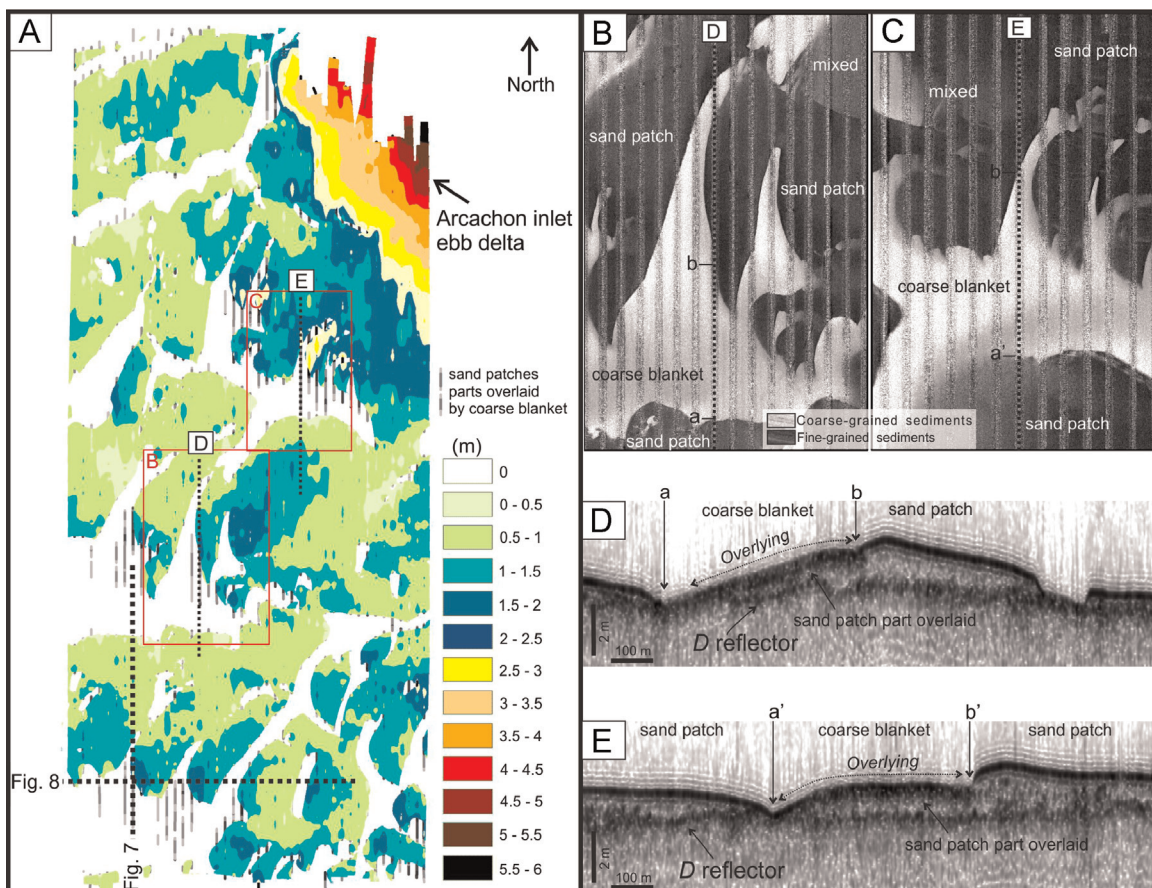 A
North
Arcachon inlet
ebb delta
E
C
sand patches
parts overlaid
by coarse blanket
D
B
(m)
0
0 - 0.5
0.5 - 1
1 - 1.5
1.5 - 2
2 - 2.5
2.5 - 3
3 - 3.5
3.5 - 4
4 - 4.5
4.5 - 5
5 - 5.5
5.5 - 6
Fig. 8
Fig. 7
B
D
mixed
sand patch
sand patch
b
coarse blanket
a
sand patch
Coarse-grained sediments
Fine-grained sediments
C
E
sand patch
mixed
b'
coarse blanket
a'
sand patch
D
a
b
coarse blanket
sand patch
Overlying
sand patch part overlaid
D reflector
2 m
100 m
E
a'
b'
sand patch
coarse blanket
sand patch
Overlying
sand patch part overlaid
D reflector
2 m
100 m